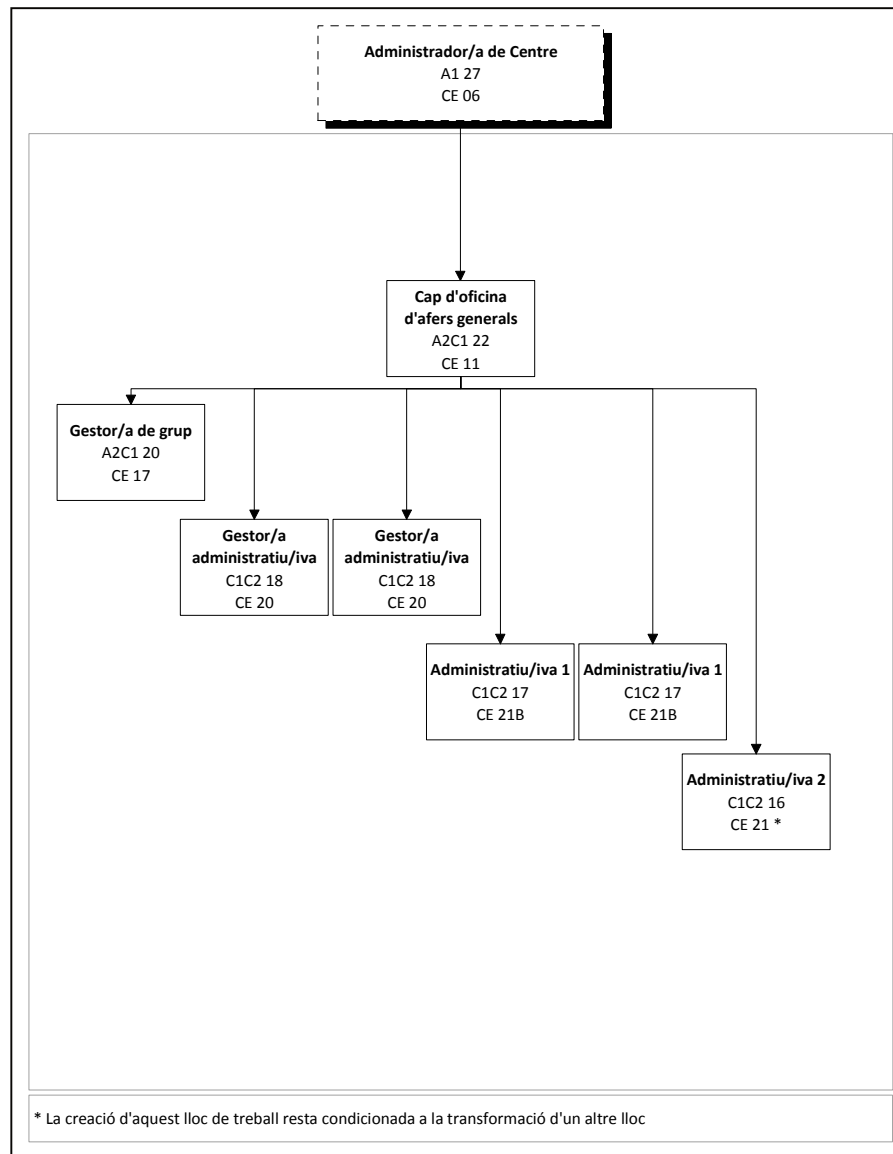 Administrador/a de Centre
A1 27
CE 06
Cap d'oficina
d'afers generals
A2C1 22
CE 11
Gestor/a de grup
A2C1 20
CE 17
Gestor/a
administratiu/iva
C1C2 18
CE 20
Gestor/a
administratiu/iva
C1C2 18
CE 20
Administratiu/iva 1
C1C2 17
CE 21B
Administratiu/iva 1
C1C2 17
CE 21B
Administratiu/iva 2
C1C2 16
CE 21 *
* La creació d'aquest lloc de treball resta condicionada a la transformació d'un altre lloc